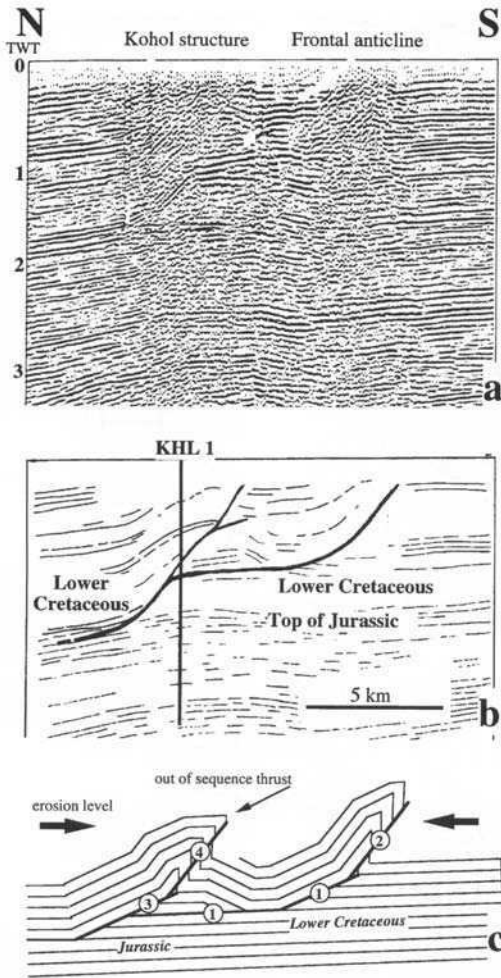 N S
TWT Kohol structure Frontal anticline
0
1
2
3
a
KHL 1
Lower
Cretaceous
Lower Cretaceous
Top of Jurassic
5 km
b
out of sequence thrust
erosion level
4
2
3
1
1
Lower Cretaceous
Jurassic
c